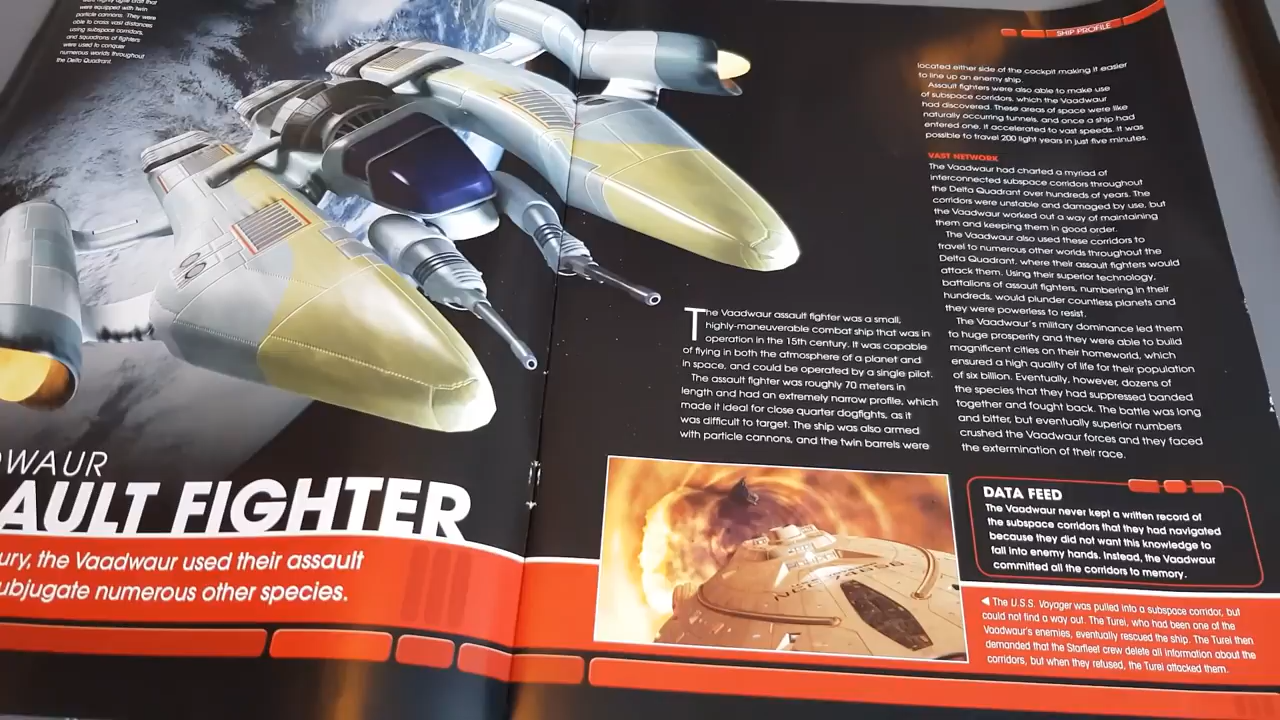 were equipped with twin
particle cannons. They were
able to cross vast distances
using subspace corridors,
and squadrons of fighters
were used to conquer
numerous worlds throughout
the Delta Quadrant.
WAUR
AULT FIGHTER
ury, the Vaadwaur used their assault
ubjugate numerous other species.
The Vaadwaur assault fighter was a small,
highly-maneuverable combat ship that was in
operation in the 15th century. It was capable
of flying in both the atmosphere of a planet and
in space, and could be operated by a single pilot.
The assault fighter was roughly 70 meters in
length and had an extremely narrow profile, which
made it ideal for close quarter dogfights, as it
was difficult to target. The ship was also armed
with particle cannons, and the twin barrels were
SHIP PROFILE
located either side of the cockpit making it easier
to line up an enemy ship.
Assault fighters were also able to make use
of subspace corridors, which the Vaadwaur
had discovered. These areas of space were like
naturally occurring tunnels, and once a ship had
entered one, it accelerated to vast speeds. It was
possible to travel 200 light years in just five minutes.
VAST NETWORK
The Vaadwaur had charted a myriad of
interconnected subspace corridors throughout
the Delta Quadrant over hundreds of years. The
corridors were unstable and damaged by use, but
the Vaadwaur worked out a way of maintaining
them and keeping them in good order.
The Vaadwaur also used these corridors to
travel to numerous other worlds throughout the
Delta Quadrant, where their assault fighters would
attack them. Using their superior technology,
battalions of assault fighters, numbering in their
hundreds, would plunder countless planets and
they were powerless to resist.
The Vaadwaur's military dominance led them
to huge prosperity and they were able to build
magnificent cities on their homeworld, which
ensured a high quality of life for their population
of six billion. Eventually, however, dozens of
the species that they had suppressed banded
together and fought back. The battle was long
and bitter, but eventually superior numbers
crushed the Vaadwaur forces and they faced
the extermination of their race.
DATA FEED
The Vaadwaur never kept a written record of
the subspace corridors that they had navigated
because they did not want this knowledge to
fall into enemy hands. Instead, the Vaadwaur
committed all the corridors to memory.
◀ The U.S.S. Voyager was pulled into a subspace corridor, but
could not find a way out. The Turei, who had been one of the
Vaadwaur's enemies, eventually rescued the ship. The Turei then
demanded that the Starfleet crew delete all information about the
corridors, but when they refused, the Turei attacked them.